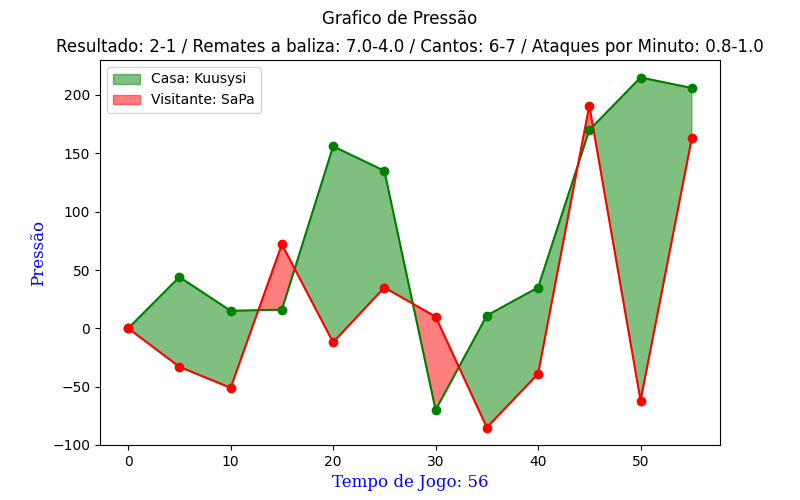 Grafico de Pressão
Resultado: 2-1 / Remates a baliza: 7.0-4.0 / Cantos: 6-7 / Ataques por Minuto: 0.8-1.0
Casa: Kuusysi
Visitante: SaPa
Pressão
200
150
100
50
0
−50
−100
0 10 20 30 40 50
Tempo de Jogo: 56